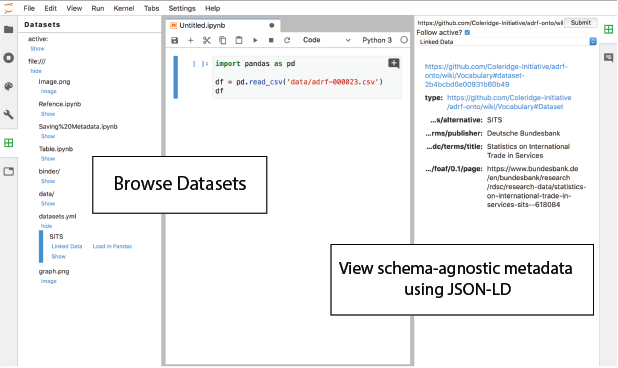 File Edit View Run Kernel Tabs Settings Help
Datasets
active:
Show
file:///
hide
Image.png
Image
Refence.ipynb
Show
Saving%20Metadata.ipynb
Show
Table.ipynb
Show
binder/
Show
data/
Show
datasets.yml
hide
SITS
Linked Data Load in Pandas
Show
graph.png
Image
Untitled.ipynb
Code Python 3
[ ]: import pandas as pd
df = pd.read_csv('data/adrf-000023.csv')
df
Browse Datasets
https://github.com/Coleridge-Initiative/adrf-onto/wil Submit
Follow active?
Linked Data
https://github.com/Coleridge-Initiative
/adrf-onto/wiki/Vocabulary#dataset-
2b4bcbd0e00931b60b49
type: https://github.com/Coleridge-Initiative
/adrf-onto/wiki/Vocabulary#Dataset
...s/alternative: SITS
...rms/publisher: Deutsche Bundesbank
...dc/terms/title: Statistics on International
Trade in Services
.../foaf/0.1/page: https://www.bundesbank.de
/en/bundesbank/research
/rdsc/research-data/statistics-
on-international-trade-in-
services-sits--618084
View schema-agnostic metadata
using JSON-LD